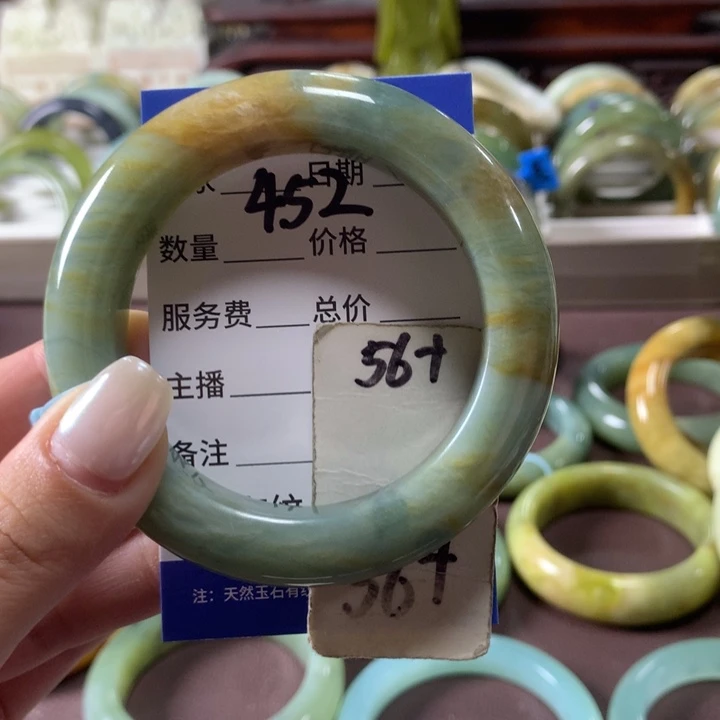 452
日期
数量 价格
服务费 总价
56+
主播
备注
56+
注：天然玉石有